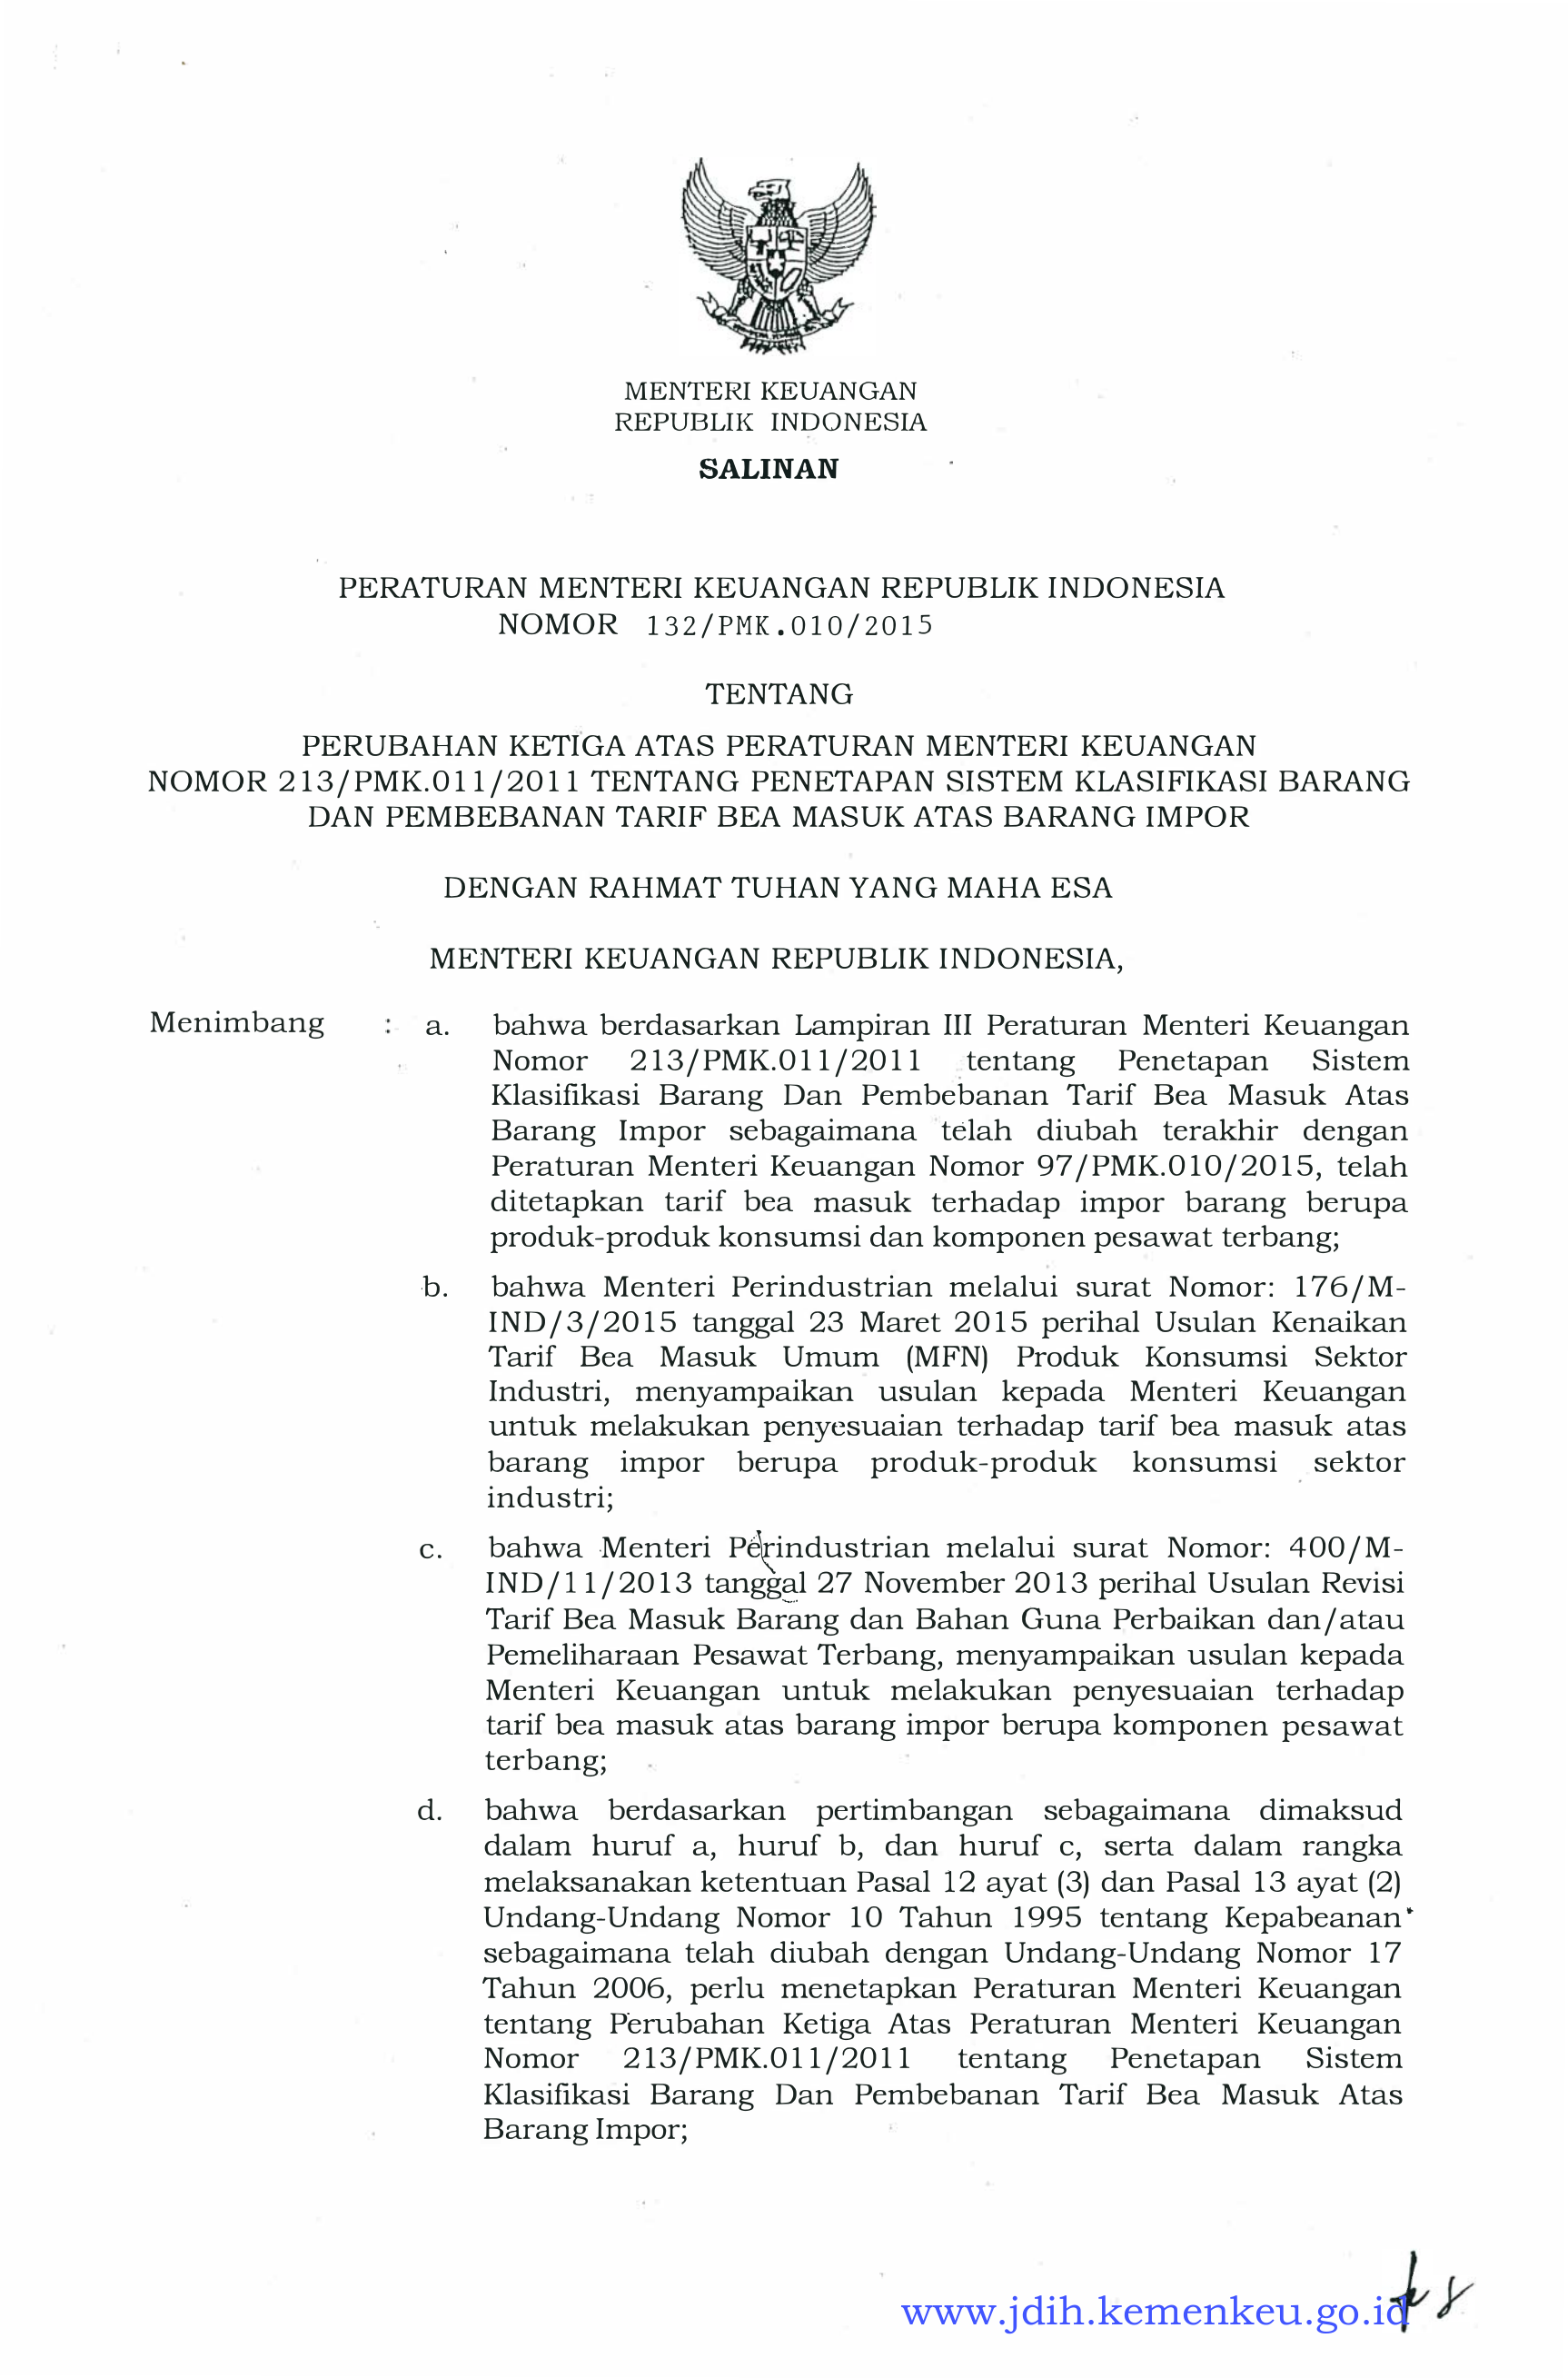 MENTERI KEUANGAN
REPUBLIK INDONESIA
SALINAN
PERATURAN MENTERI KEUANGAN REPUBLIK INDONESIA
NOMOR 132/PMK.010/2015
TENTANG
PERUBAHAN KETIGA ATAS PERATURAN MENTERI KEUANGAN
NOMOR 213/PMK.011/2011 TENTANG PENETAPAN SISTEM KLASIFIKASI BARANG
DAN PEMBEBANAN TARIF BEA MASUK ATAS BARANG IMPOR
DENGAN RAHMAT TUHAN YANG MAHA ESA
MENTERI KEUANGAN REPUBLIK INDONESIA,
Menimbang : a. bahwa berdasarkan Lampiran III Peraturan Menteri Keuangan
Nomor 213/PMK.011/2011 tentang Penetapan Sistem
Klasifikasi Barang Dan Pembebanan Tarif Bea Masuk Atas
Barang Impor sebagaimana telah diubah terakhir dengan
Peraturan Menteri Keuangan Nomor 97/PMK.010/2015, telah
ditetapkan tarif bea masuk terhadap impor barang berupa
produk-produk konsumsi dan komponen pesawat terbang;
b. bahwa Menteri Perindustrian melalui surat Nomor: 176/M-
IND/3/2015 tanggal 23 Maret 2015 perihal Usulan Kenaikan
Tarif Bea Masuk Umum (MFN) Produk Konsumsi Sektor
Industri, menyampaikan usulan kepada Menteri Keuangan
untuk melakukan penyesuaian terhadap tarif bea masuk atas
barang impor berupa produk-produk konsumsi sektor
industri;
c. bahwa Menteri Perindustrian melalui surat Nomor: 400/M-
IND/11/2013 tanggal 27 November 2013 perihal Usulan Revisi
Tarif Bea Masuk Barang dan Bahan Guna Perbaikan dan/atau
Pemeliharaan Pesawat Terbang, menyampaikan usulan kepada
Menteri Keuangan untuk melakukan penyesuaian terhadap
tarif bea masuk atas barang impor berupa komponen pesawat
terbang;
d. bahwa berdasarkan pertimbangan sebagaimana dimaksud
dalam huruf a, huruf b, dan huruf c, serta dalam rangka
melaksanakan ketentuan Pasal 12 ayat (3) dan Pasal 13 ayat (2)
Undang-Undang Nomor 10 Tahun 1995 tentang Kepabeanan
sebagaimana telah diubah dengan Undang-Undang Nomor 17
Tahun 2006, perlu menetapkan Peraturan Menteri Keuangan
tentang Perubahan Ketiga Atas Peraturan Menteri Keuangan
Nomor 213/PMK.011/2011 tentang Penetapan Sistem
Klasifikasi Barang Dan Pembebanan Tarif Bea Masuk Atas
Barang Impor;
www.jdih.kemenkeu.go.id